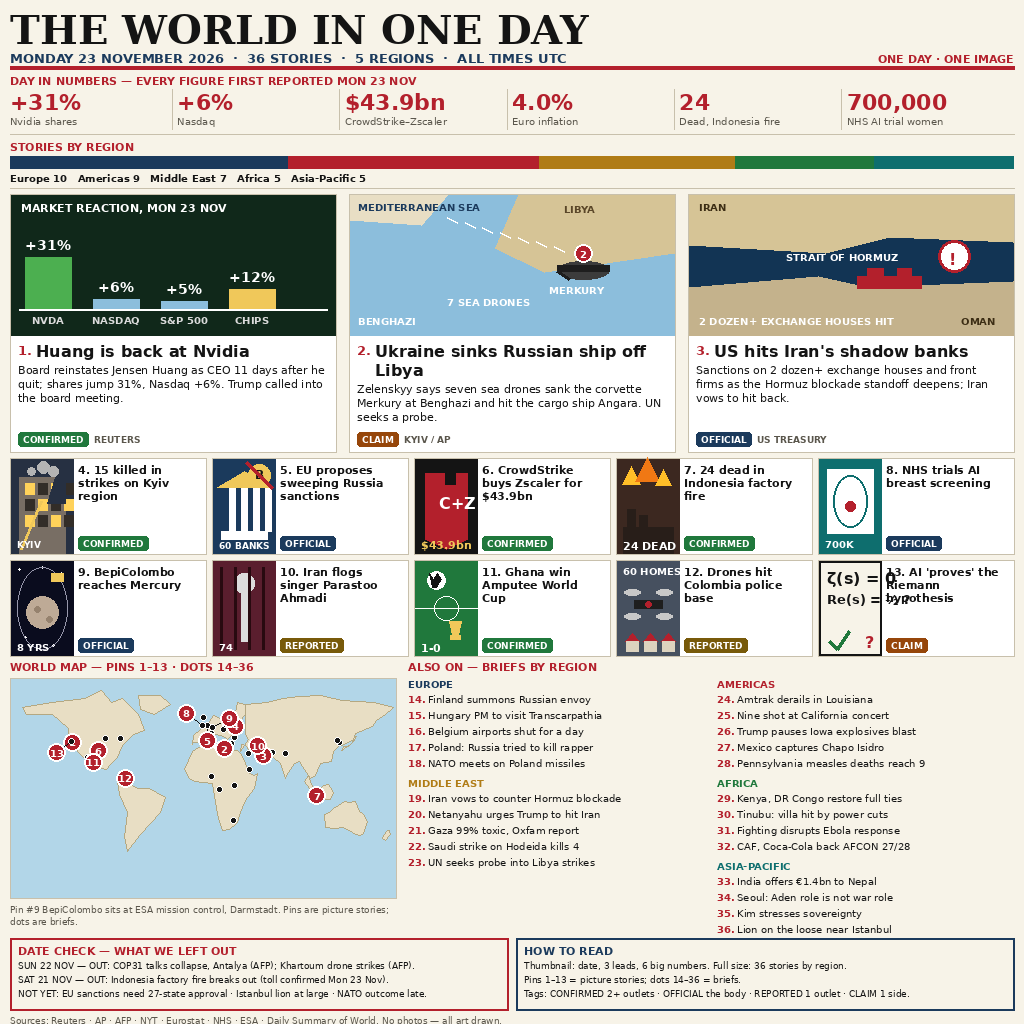 THE WORLD IN ONE DAY
MONDAY 23 NOVEMBER 2026 · 36 STORIES · 5 REGIONS · ALL TIMES UTC
ONE DAY · ONE IMAGE
DAY IN NUMBERS — EVERY FIGURE FIRST REPORTED MON 23 NOV
+31%
Nvidia shares
+6%
Nasdaq
$43.9bn
CrowdStrike–Zscaler
4.0%
Euro inflation
24
Dead, Indonesia fire
700,000
NHS AI trial women
STORIES BY REGION
Europe 10 Americas 9 Middle East 7 Africa 5 Asia-Pacific 5
MARKET REACTION, MON 23 NOV
+31%
+6%
+5%
+12%
NVDA
NASDAQ
S&P 500
CHIPS
1. Huang is back at Nvidia
Board reinstates Jensen Huang as CEO 11 days after he
quit; shares jump 31%, Nasdaq +6%. Trump called into
the board meeting.
CONFIRMED REUTERS
MEDITERRANEAN SEA
LIBYA
2
MERKURY
7 SEA DRONES
BENGHAZI
2. Ukraine sinks Russian ship off
Libya
Zelenskyy says seven sea drones sank the corvette
Merkury at Benghazi and hit the cargo ship Angara. UN
seeks a probe.
CLAIM KYIV / AP
IRAN
STRAIT OF HORMUZ
!
2 DOZEN+ EXCHANGE HOUSES HIT
OMAN
3. US hits Iran's shadow banks
Sanctions on 2 dozen+ exchange houses and front
firms as the Hormuz blockade standoff deepens; Iran
vows to hit back.
OFFICIAL US TREASURY
KYIV
4. 15 killed in
strikes on Kyiv
region
CONFIRMED
60 BANKS
5. EU proposes
sweeping Russia
sanctions
OFFICIAL
C+Z
$43.9bn
6. CrowdStrike
buys Zscaler for
$43.9bn
CONFIRMED
24 DEAD
7. 24 dead in
Indonesia factory
fire
CONFIRMED
700K
8. NHS trials AI
breast screening
OFFICIAL
8 YRS
9. BepiColombo
reaches Mercury
OFFICIAL
74
10. Iran flogs
singer Parastoo
Ahmadi
REPORTED
1-0
11. Ghana win
Amputee World
Cup
CONFIRMED
60 HOMES
12. Drones hit
Colombia police
base
REPORTED
ζ(s) = 0
Re(s) =
?
13. AI 'proves' the
Riemann
hypothesis
CLAIM
WORLD MAP — PINS 1–13 · DOTS 14–36
8
9
5
2
10
3
13
6
11
12
7
Pin #9 BepiColombo sits at ESA mission control, Darmstadt. Pins are picture stories;
dots are briefs.
ALSO ON — BRIEFS BY REGION
EUROPE
14. Finland summons Russian envoy
15. Hungary PM to visit Transcarpathia
16. Belgium airports shut for a day
17. Poland: Russia tried to kill rapper
18. NATO meets on Poland missiles
MIDDLE EAST
19. Iran vows to counter Hormuz blockade
20. Netanyahu urges Trump to hit Iran
21. Gaza 99% toxic, Oxfam report
22. Saudi strike on Hodeida kills 4
23. UN seeks probe into Libya strikes
AMERICAS
24. Amtrak derails in Louisiana
25. Nine shot at California concert
26. Trump pauses Iowa explosives blast
27. Mexico captures Chapo Isidro
28. Pennsylvania measles deaths reach 9
AFRICA
29. Kenya, DR Congo restore full ties
30. Tinubu: villa hit by power cuts
31. Fighting disrupts Ebola response
32. CAF, Coca-Cola back AFCON 27/28
ASIA-PACIFIC
33. India offers €1.4bn to Nepal
34. Seoul: Aden role is not war role
35. Kim stresses sovereignty
36. Lion on the loose near Istanbul
DATE CHECK — WHAT WE LEFT OUT
SUN 22 NOV — OUT: COP31 talks collapse, Antalya (AFP); Khartoum drone strikes (AFP).
SAT 21 NOV — OUT: Indonesia factory fire breaks out (toll confirmed Mon 23 Nov).
NOT YET: EU sanctions need 27-state approval · Istanbul lion at large · NATO outcome late.
HOW TO READ
Thumbnail: date, 3 leads, 6 big numbers. Full size: 36 stories by region.
Pins 1–13 = picture stories; dots 14–36 = briefs.
Tags: CONFIRMED 2+ outlets · OFFICIAL the body · REPORTED 1 outlet · CLAIM 1 side.
Sources: Reuters · AP · AFP · NYT · Eurostat · NHS · ESA · Daily Summary of World. No photos — all art drawn.